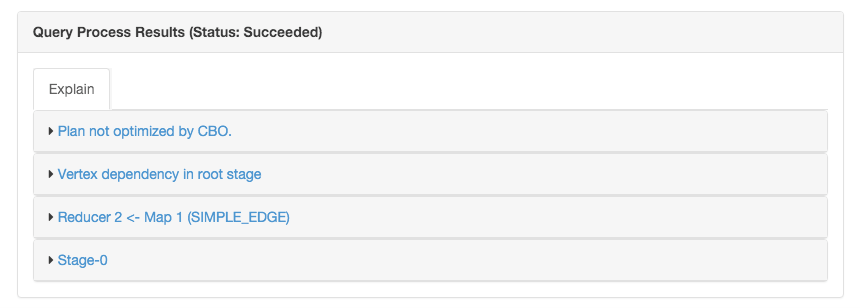 Query Process Results (Status: Succeeded)
Explain
Plan not optimized by CBO.
Vertex dependency in root stage
Reducer 2 <- Map 1 (SIMPLE_EDGE)
Stage-0